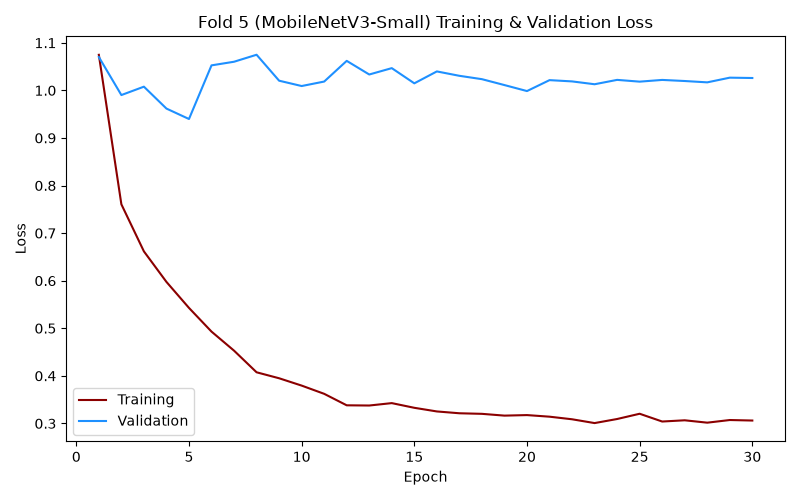 Fold 5 (MobileNetV3-Small) Training & Validation Loss
1.1
1.0
0.9
0.8
0.7
0.6
0.5
0.4
0.3
Loss
Training
Validation
0 5 10 15 20 25 30
Epoch